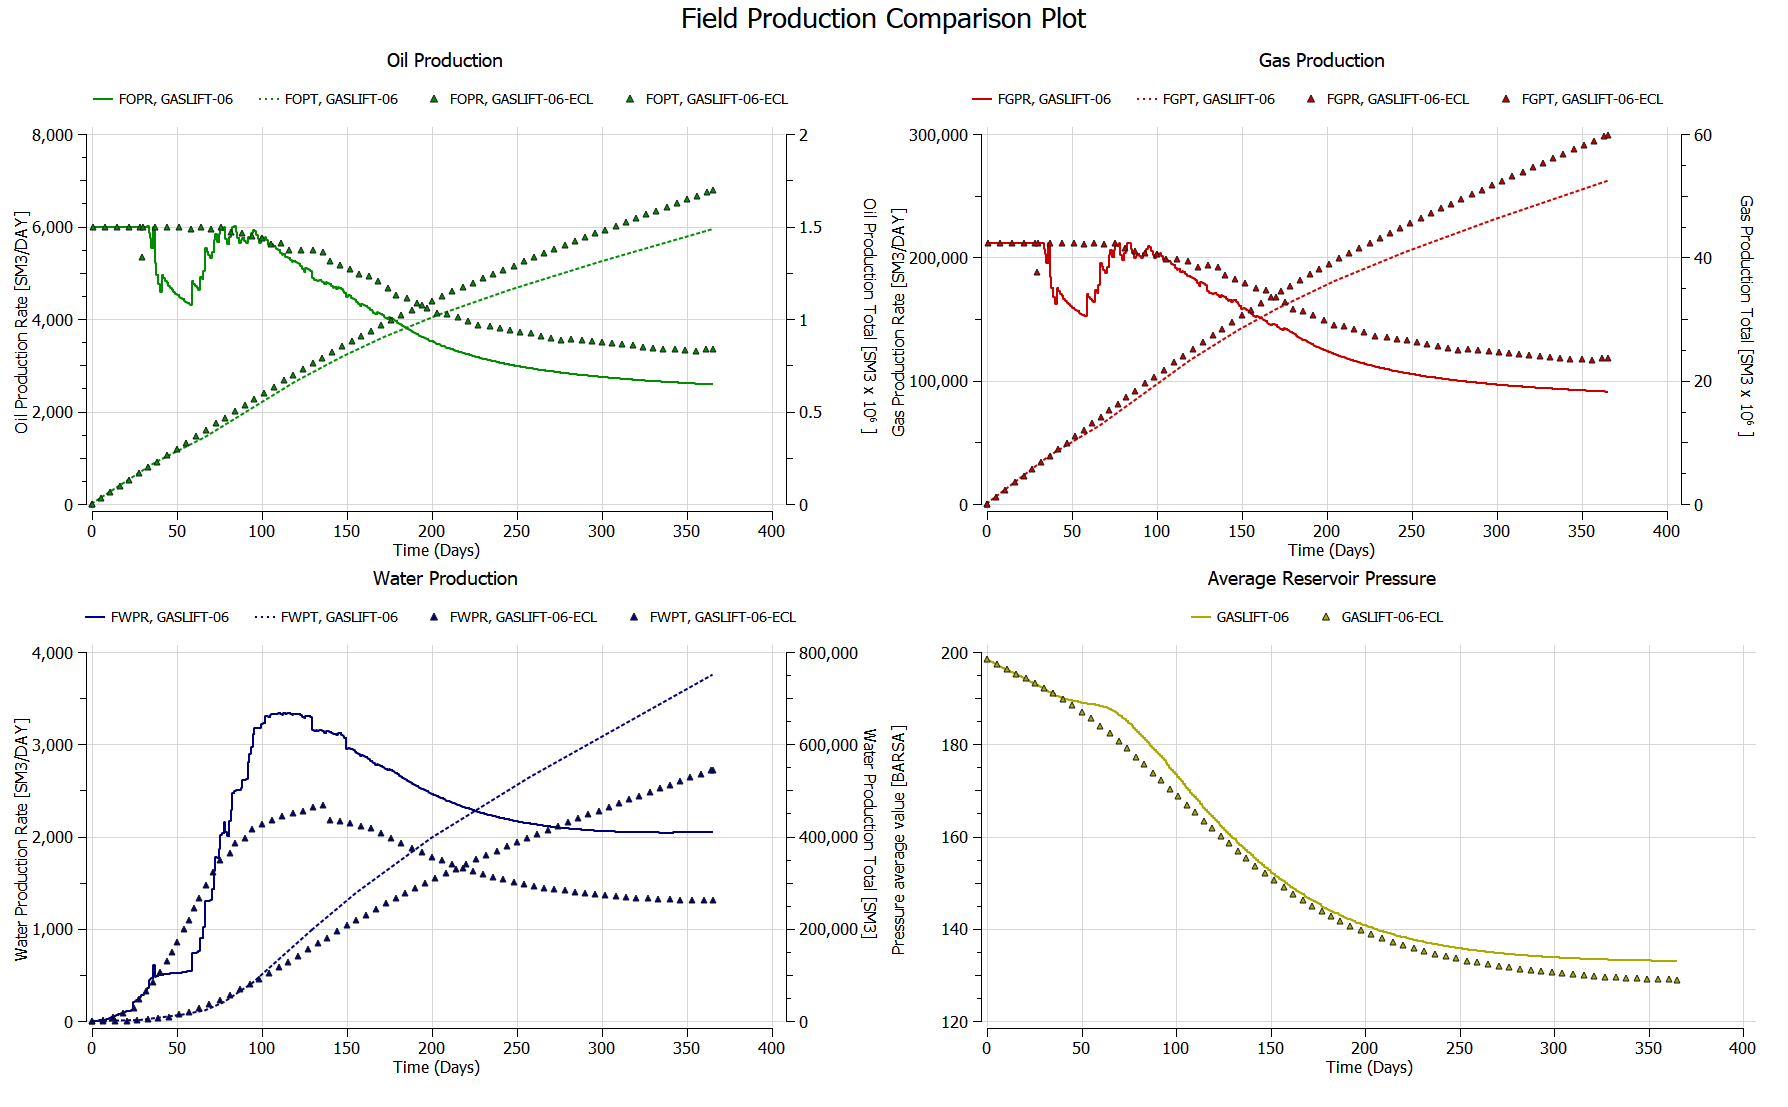 Field Production Comparison Plot
Oil Production
FOPR, GASLIFT-06 FOPT, GASLIFT-06 FOPR, GASLIFT-06-ECL FOPT, GASLIFT-06-ECL
8,000
6,000
4,000
2,000
0
2
1.5
1
0.5
0
Oil Production Rate [SM3/DAY]
Oil Production Total [SM3 x 10⁶ ]
0 50 100 150 200 250 300 350 400
Time (Days)
Gas Production
FGPR, GASLIFT-06 FGPT, GASLIFT-06 FGPR, GASLIFT-06-ECL FGPT, GASLIFT-06-ECL
300,000
200,000
100,000
0
60
40
20
0
Gas Production Rate [SM3/DAY]
Gas Production Total [SM3 x 10⁶ ]
0 50 100 150 200 250 300 350 400
Time (Days)
Water Production
FWPR, GASLIFT-06 FWPT, GASLIFT-06 FWPR, GASLIFT-06-ECL FWPT, GASLIFT-06-ECL
4,000
3,000
2,000
1,000
0
800,000
600,000
400,000
200,000
0
Water Production Rate [SM3/DAY]
Water Production Total [SM3]
0 50 100 150 200 250 300 350 400
Time (Days)
Average Reservoir Pressure
GASLIFT-06 GASLIFT-06-ECL
200
180
160
140
120
Pressure average value [BARSA]
0 50 100 150 200 250 300 350 400
Time (Days)